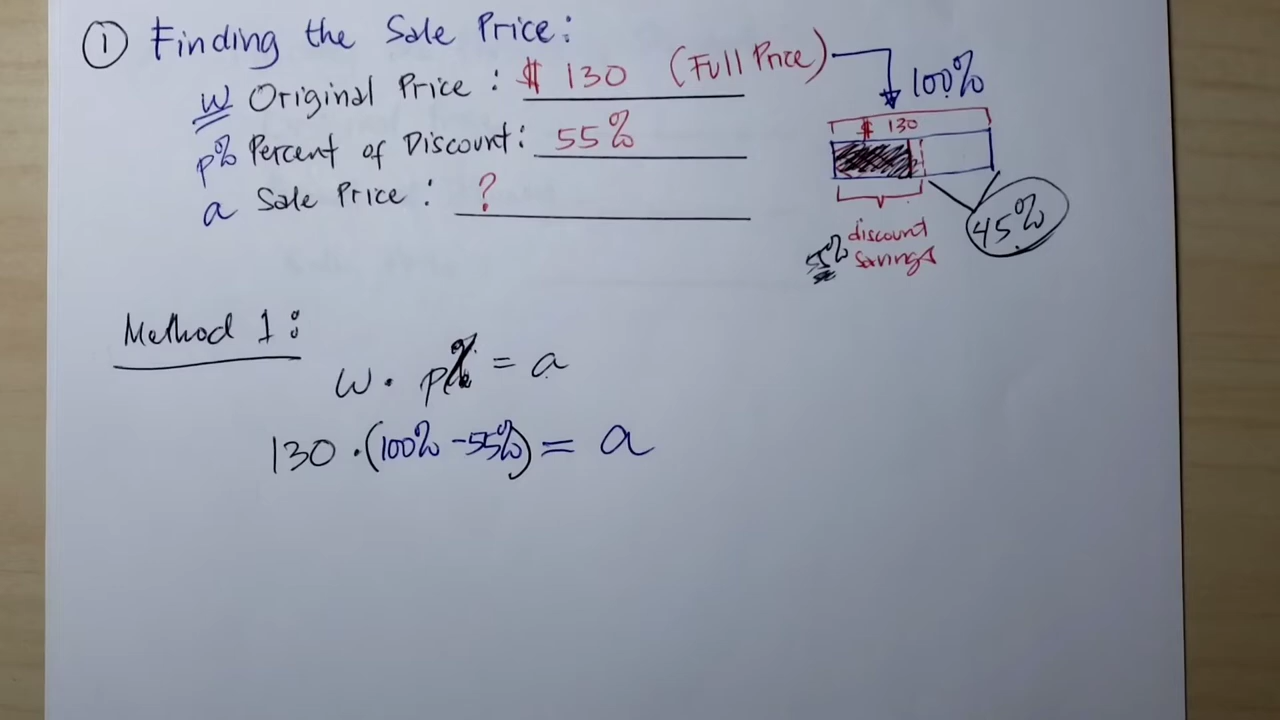 ① Finding the Sale Price:
w Original Price: $ 130 (Full Price)
100%
$ 130
p% Percent of Discount: 55%
a Sale Price: ?
45%
55% discount
savings
Method 1:
w · p% = a
130 · (100% - 55%) = a